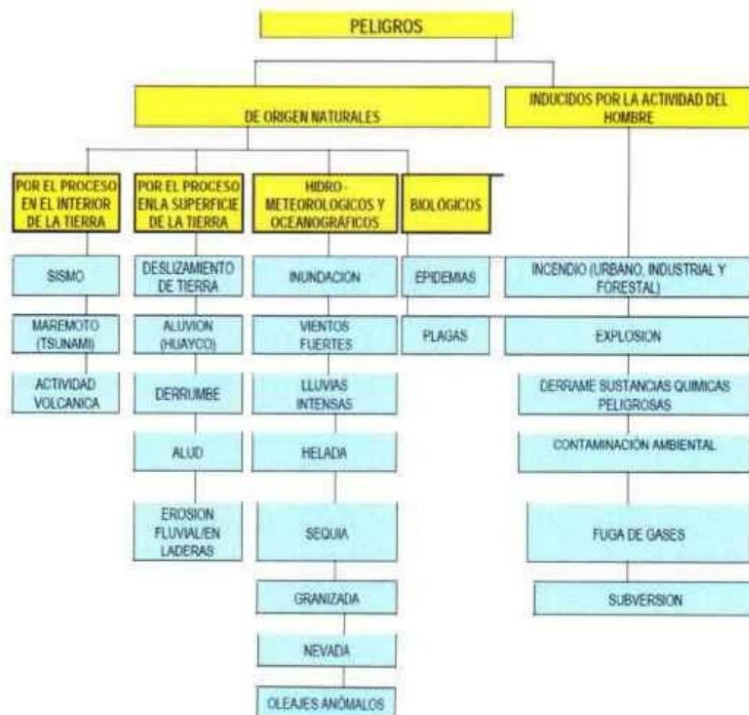 PELIGROS
DE ORIGEN NATURALES
INDUCIDOS POR LA ACTIVIDAD DEL
HOMBRE
POR EL PROCESO
EN EL INTERIOR
DE LA TIERRA
SISMO
MAREMOTO
(TSUNAMI)
ACTIVIDAD
VOLCANICA
POR EL PROCESO
ENLA SUPERFICIE
DE LA TIERRA
DESLIZAMIENTO
DE TIERRA
ALUVION
(HUAYCO)
DERRUMBE
ALUD
EROSION
FLUVIAL/EN
LADERAS
HIDRO -
METEOROLOGICOS Y
OCEANOGRÁFICOS
INUNDACION
VIENTOS
FUERTES
LLUVIAS
INTENSAS
HELADA
SEQUIA
GRANIZADA
NEVADA
OLEAJES ANÓMALOS
BIOLÓGICOS
EPIDEMIAS
PLAGAS
INCENDIO (URBANO, INDUSTRIAL Y
FORESTAL)
EXPLOSION
DERRAME SUSTANCIAS QUIMICAS
PELIGROSAS
CONTAMINACIÓN AMBIENTAL
FUGA DE GASES
SUBVERSION